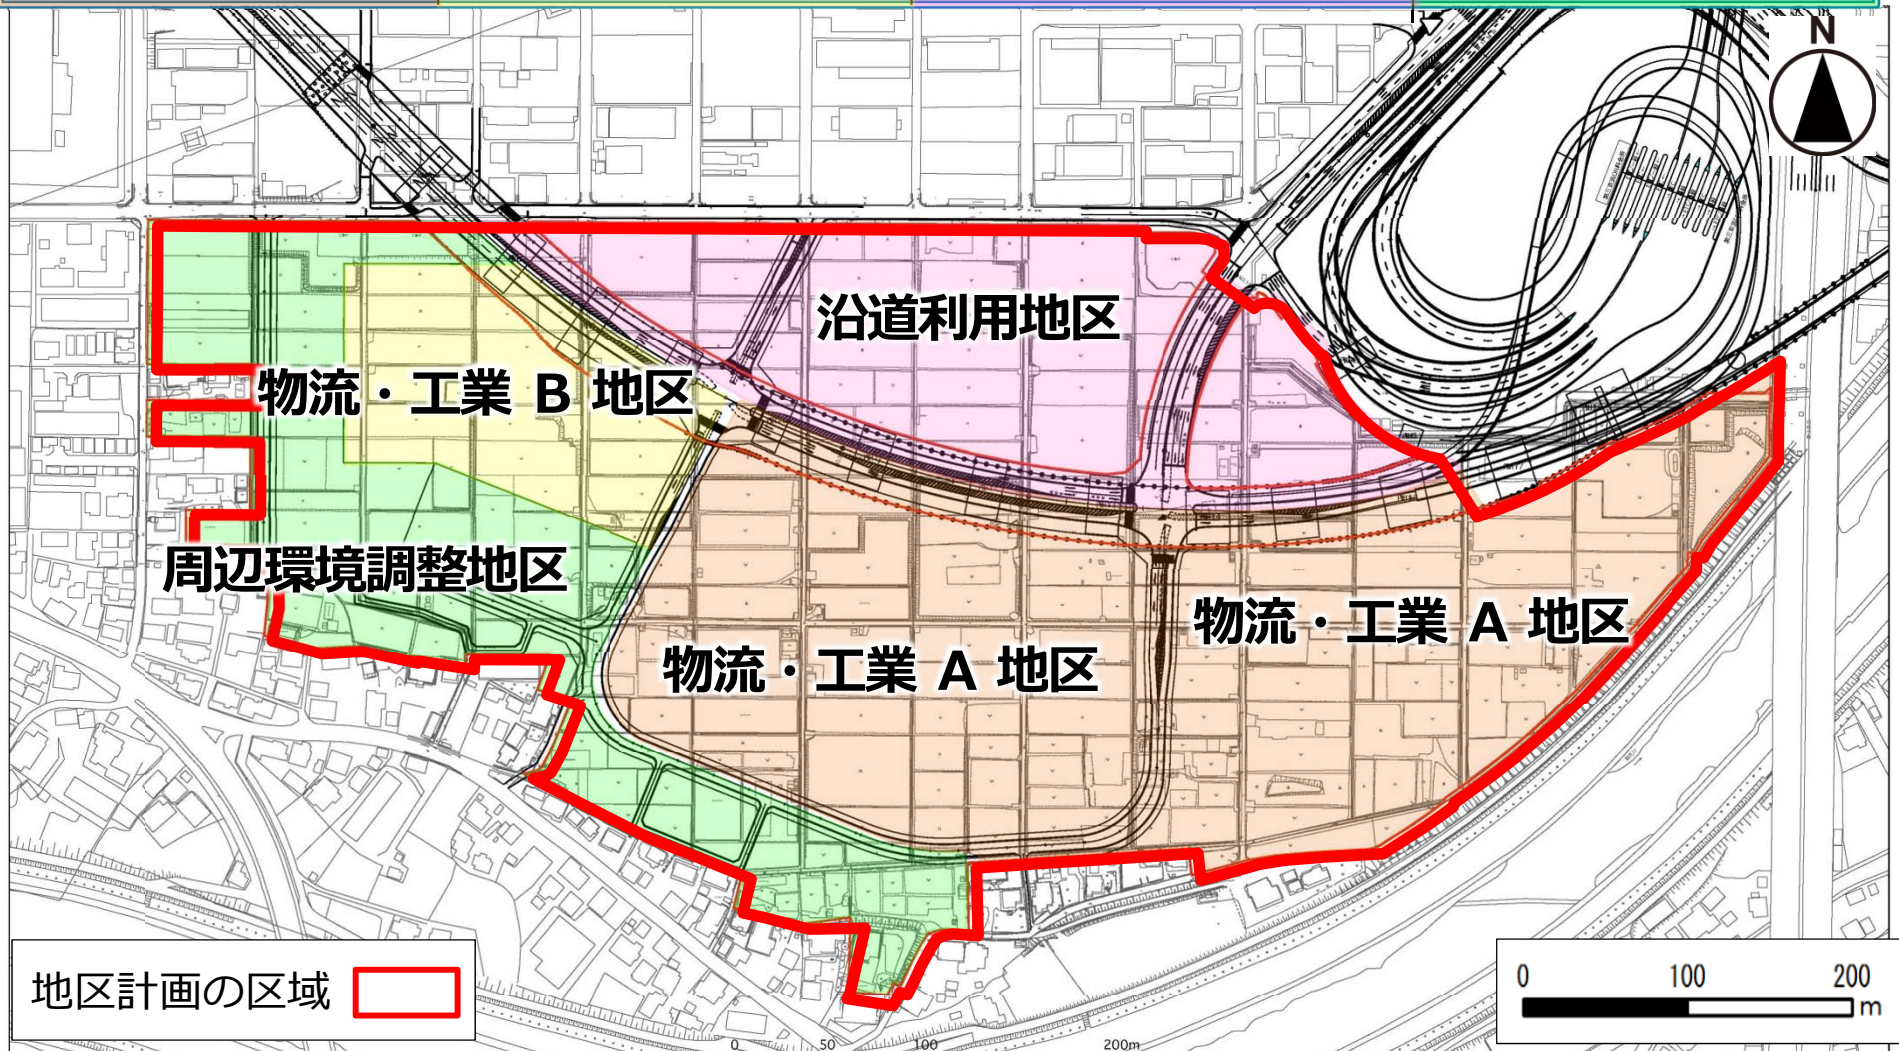 N
沿道利用地区
物流・工業 B 地区
周辺環境調整地区
物流・工業 A 地区
物流・工業 A 地区
地区計画の区域
0 100 200
m
0 50 100 200m